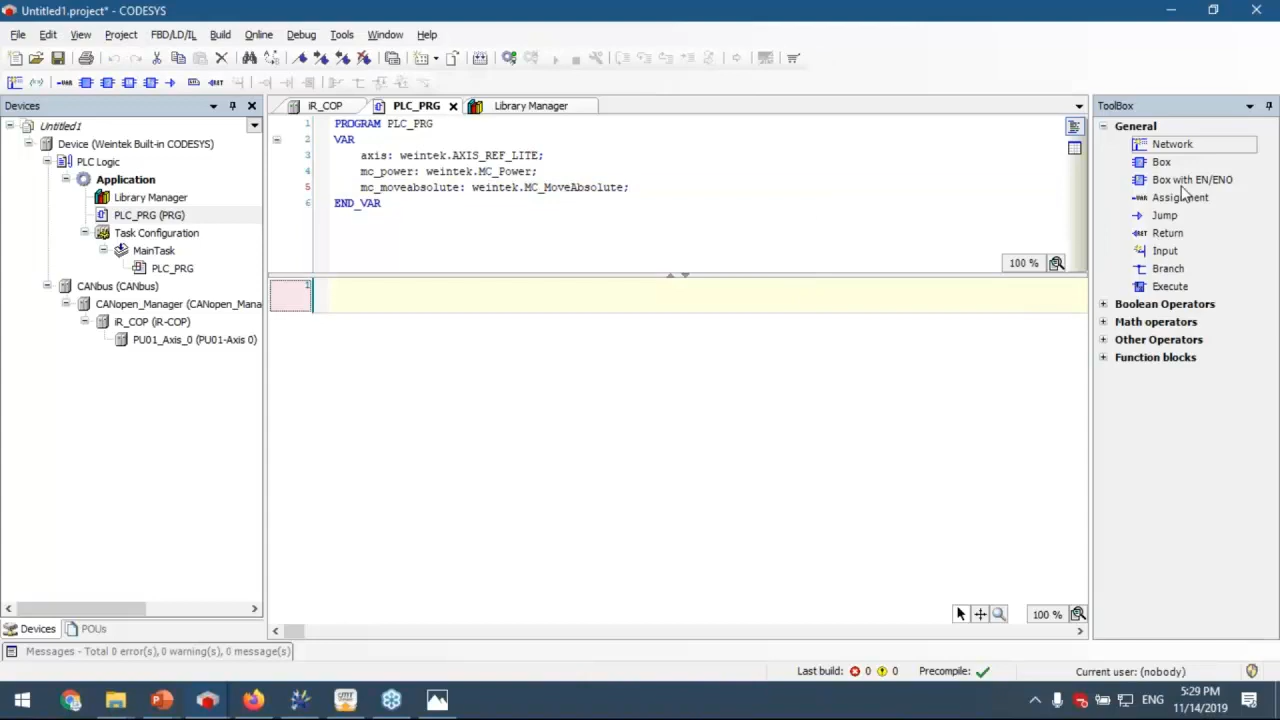 Untitled1.project* - CODESYS
File Edit View Project FBD/LD/IL Build Online Debug Tools Window Help
Devices
Untitled1
Device (Weintek Built-in CODESYS)
PLC Logic
Application
Library Manager
PLC_PRG (PRG)
Task Configuration
MainTask
PLC_PRG
CANbus (CANbus)
CANopen_Manager (CANopen_Mana
iR_COP (iR-COP)
PU01_Axis_0 (PU01-Axis 0)
Devices POUs
iR_COP PLC_PRG Library Manager
1 PROGRAM PLC_PRG
2 VAR
3 axis: weintek.AXIS_REF_LITE;
4 mc_power: weintek.MC_Power;
5 mc_moveabsolute: weintek.MC_MoveAbsolute;
6 END_VAR
100 %
1
100 %
ToolBox
General
Network
Box
Box with EN/ENO
Assignment
Jump
Return
Input
Branch
Execute
Boolean Operators
Math operators
Other Operators
Function blocks
Messages - Total 0 error(s), 0 warning(s), 0 message(s)
Last build: 0 0 Precompile: Current user: (nobody)
ENG 5:29 PM
11/14/2019